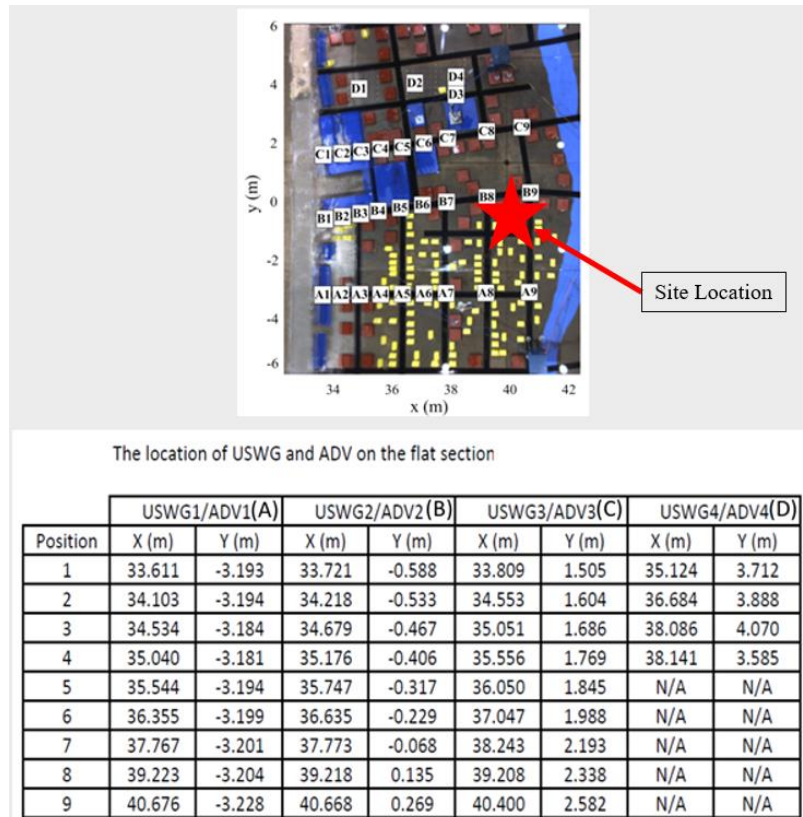 6
4
2
0
-2
-4
-6
y (m)
D1 D2 D4
D3
C1 C2 C3 C4 C5 C6 C7 C8 C9
B1 B2 B3 B4 B5 B6 B7 B8 B9
A1 A2 A3 A4 A5 A6 A7 A8 A9
Site Location
34 36 38 40 42
x (m)
The location of USWG and ADV on the flat section
USWG1/ADV1(A) USWG2/ADV2(B) USWG3/ADV3(C) USWG4/ADV4(D)
Position X (m) Y (m) X (m) Y (m) X (m) Y (m) X (m) Y (m)
1 33.611 -3.193 33.721 -0.588 33.809 1.505 35.124 3.712
2 34.103 -3.194 34.218 -0.533 34.553 1.604 36.684 3.888
3 34.534 -3.184 34.679 -0.467 35.051 1.686 38.086 4.070
4 35.040 -3.181 35.176 -0.406 35.556 1.769 38.141 3.585
5 35.544 -3.194 35.747 -0.317 36.050 1.845 N/A N/A
6 36.355 -3.199 36.635 -0.229 37.047 1.988 N/A N/A
7 37.767 -3.201 37.773 -0.068 38.243 2.193 N/A N/A
8 39.223 -3.204 39.218 0.135 39.208 2.338 N/A N/A
9 40.676 -3.228 40.668 0.269 40.400 2.582 N/A N/A